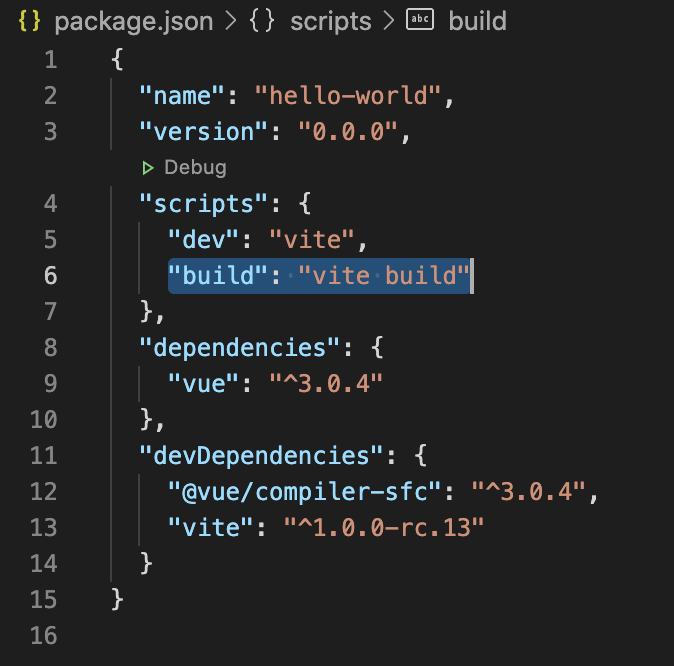 {} package.json > {} scripts > abc build
1 {
2 "name": "hello-world",
3 "version": "0.0.0",
Debug
4 "scripts": {
5 "dev": "vite",
6 "build": "vite build"
7 },
8 "dependencies": {
9 "vue": "^3.0.4"
10 },
11 "devDependencies": {
12 "@vue/compiler-sfc": "^3.0.4",
13 "vite": "^1.0.0-rc.13"
14 }
15 }
16